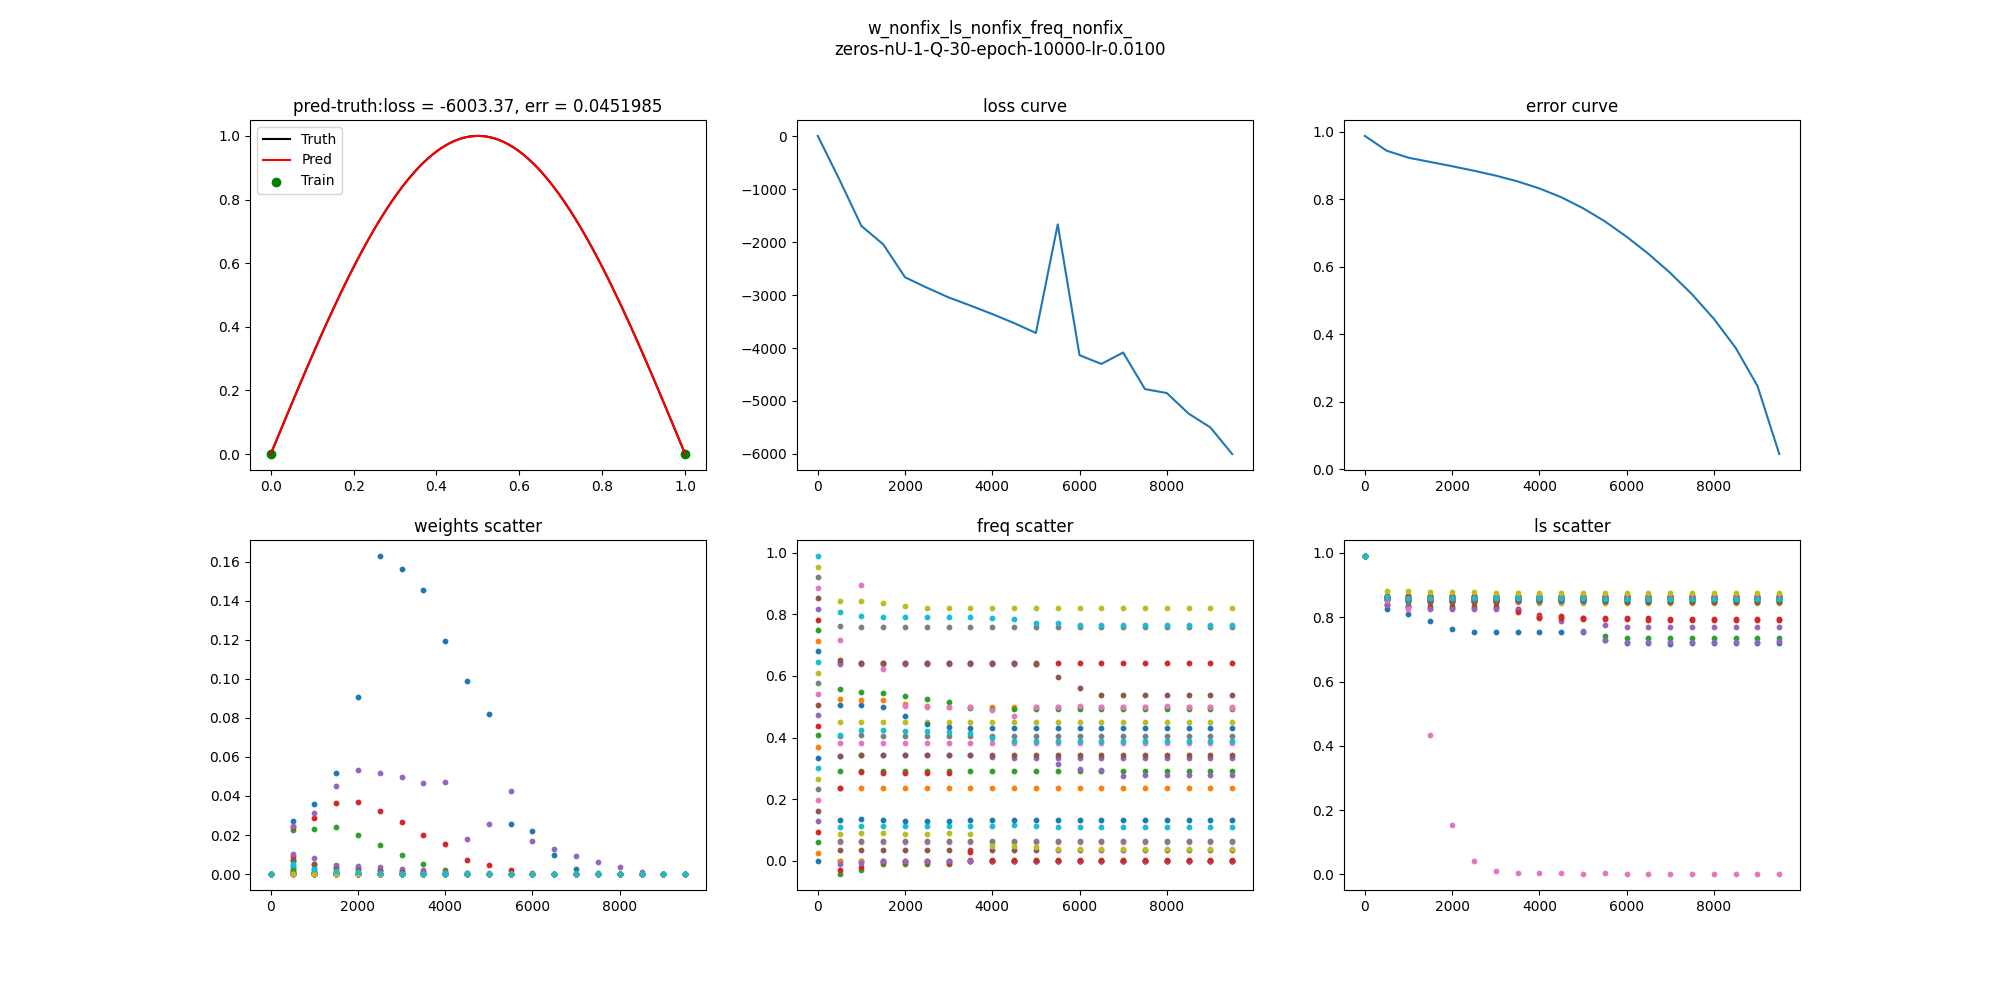 w_nonfix_ls_nonfix_freq_nonfix_
zeros-nU-1-Q-30-epoch-10000-lr-0.0100
pred-truth:loss = -6003.37, err = 0.0451985
1.0
0.8
0.6
0.4
0.2
0.0
Truth
Pred
Train
0.0 0.2 0.4 0.6 0.8 1.0
loss curve
0
−1000
−2000
−3000
−4000
−5000
−6000
0 2000 4000 6000 8000
error curve
1.0
0.8
0.6
0.4
0.2
0.0
0 2000 4000 6000 8000
weights scatter
0.16
0.14
0.12
0.10
0.08
0.06
0.04
0.02
0.00
0 2000 4000 6000 8000
freq scatter
1.0
0.8
0.6
0.4
0.2
0.0
0 2000 4000 6000 8000
ls scatter
1.0
0.8
0.6
0.4
0.2
0.0
0 2000 4000 6000 8000